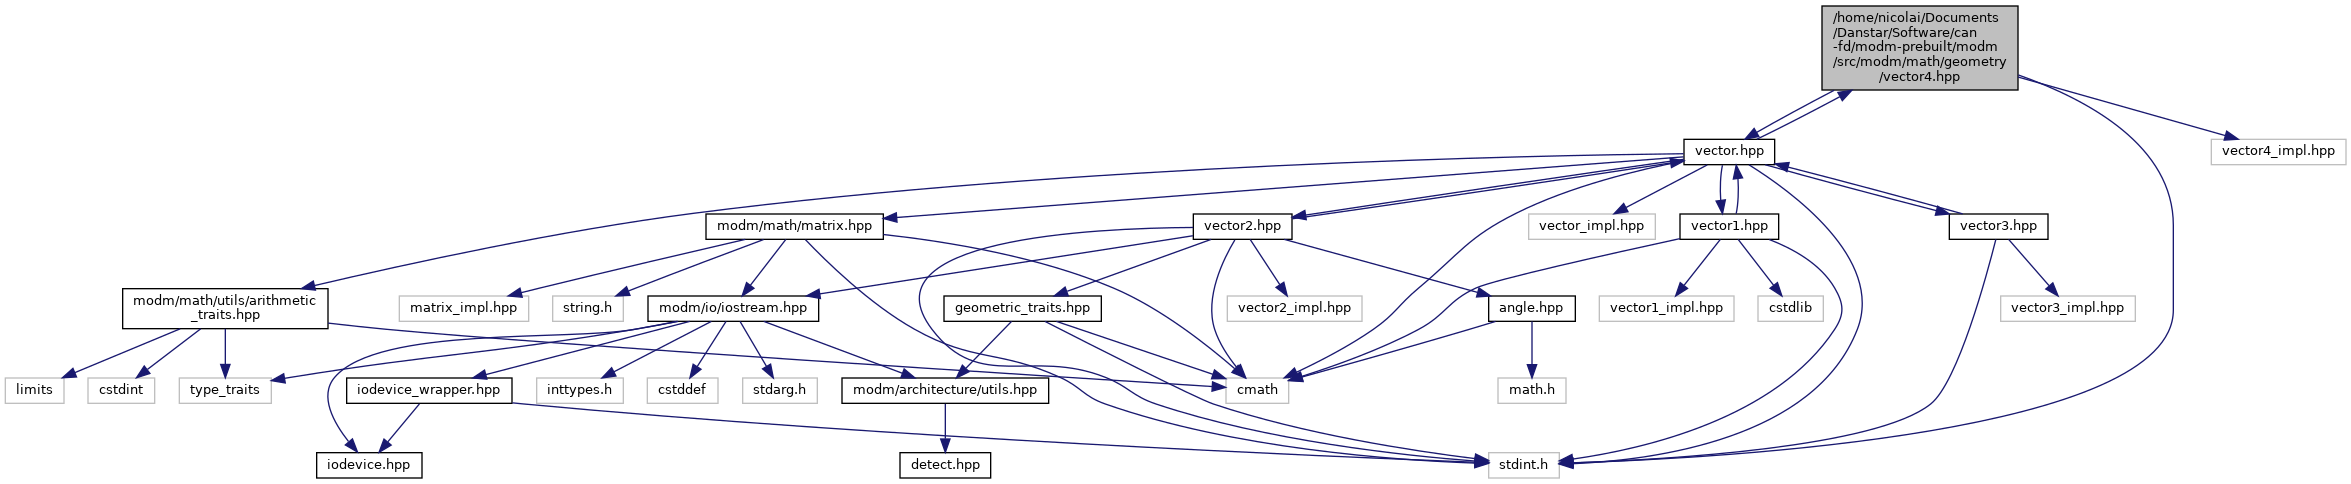 /home/nicolai/Documents
/Danstar/Software/can
-fd/modm-prebuilt/modm
/src/modm/math/geometry
/vector4.hpp
vector.hpp
vector4_impl.hpp
modm/math/matrix.hpp
vector2.hpp
vector_impl.hpp
vector1.hpp
vector3.hpp
modm/math/utils/arithmetic
_traits.hpp
matrix_impl.hpp
string.h
modm/io/iostream.hpp
geometric_traits.hpp
vector2_impl.hpp
angle.hpp
vector1_impl.hpp
cstdlib
vector3_impl.hpp
limits
cstdint
type_traits
iodevice_wrapper.hpp
inttypes.h
cstddef
stdarg.h
modm/architecture/utils.hpp
cmath
math.h
iodevice.hpp
detect.hpp
stdint.h